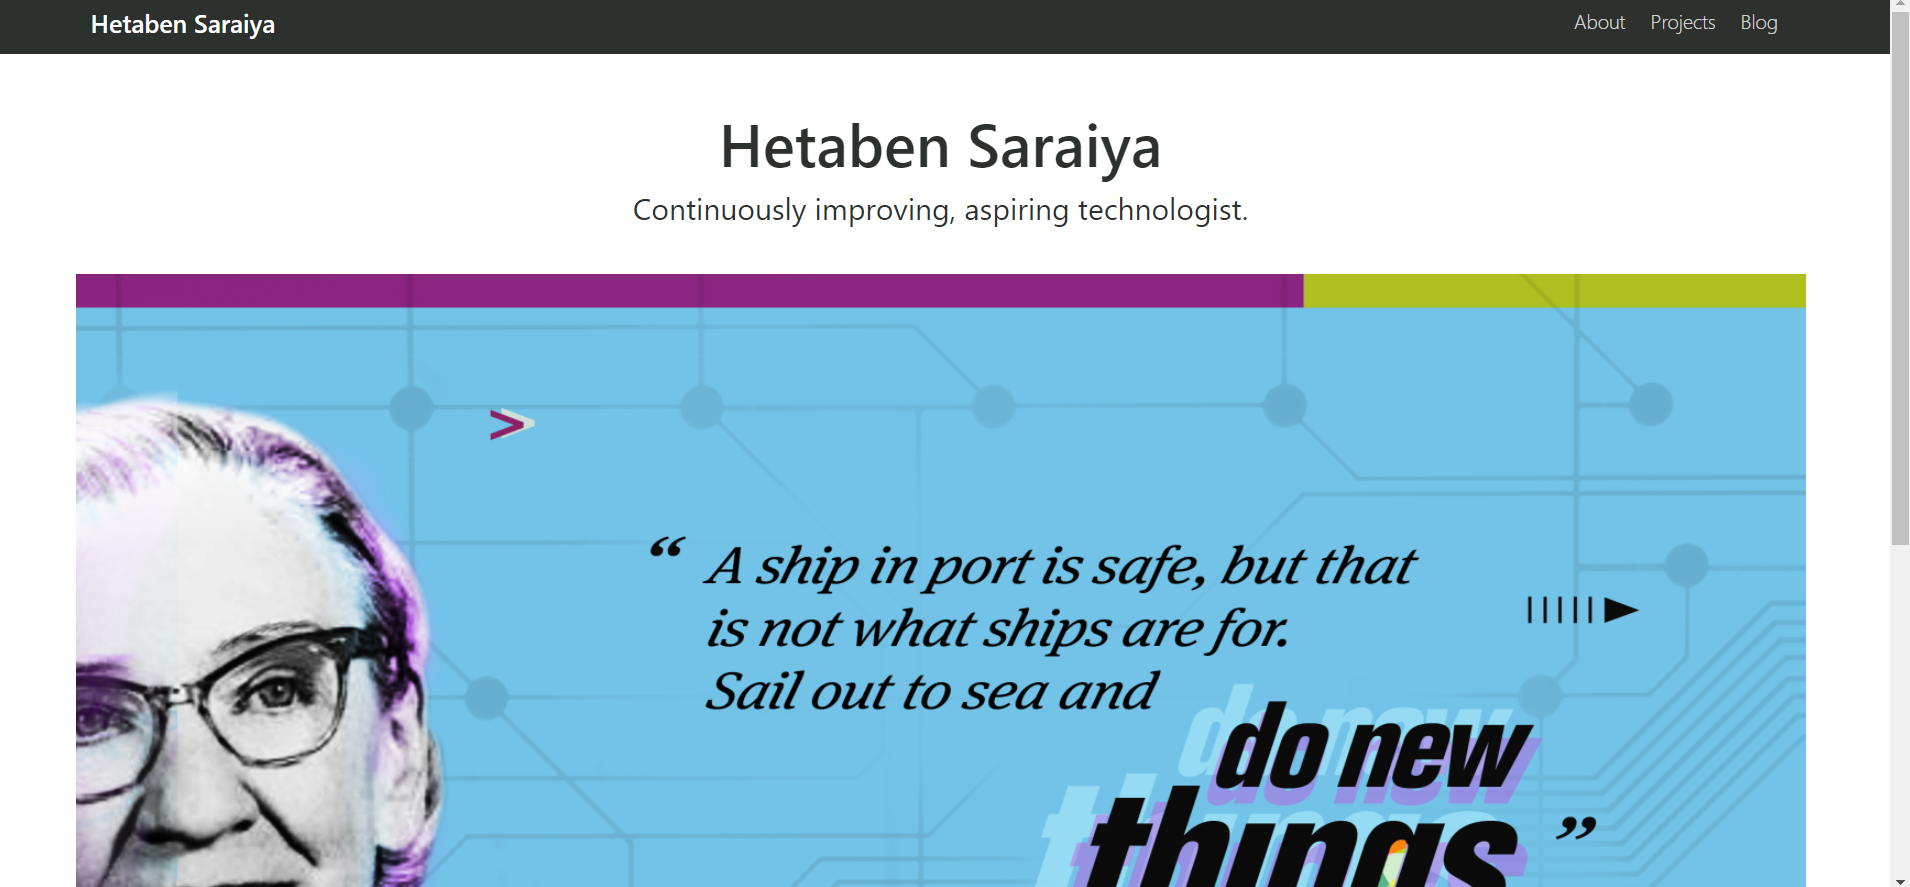 Hetaben Saraiya
About Projects Blog
Hetaben Saraiya
Continuously improving, aspiring technologist.
>
“ A ship in port is safe, but that
is not what ships are for.
Sail out to sea and
do new
things ”